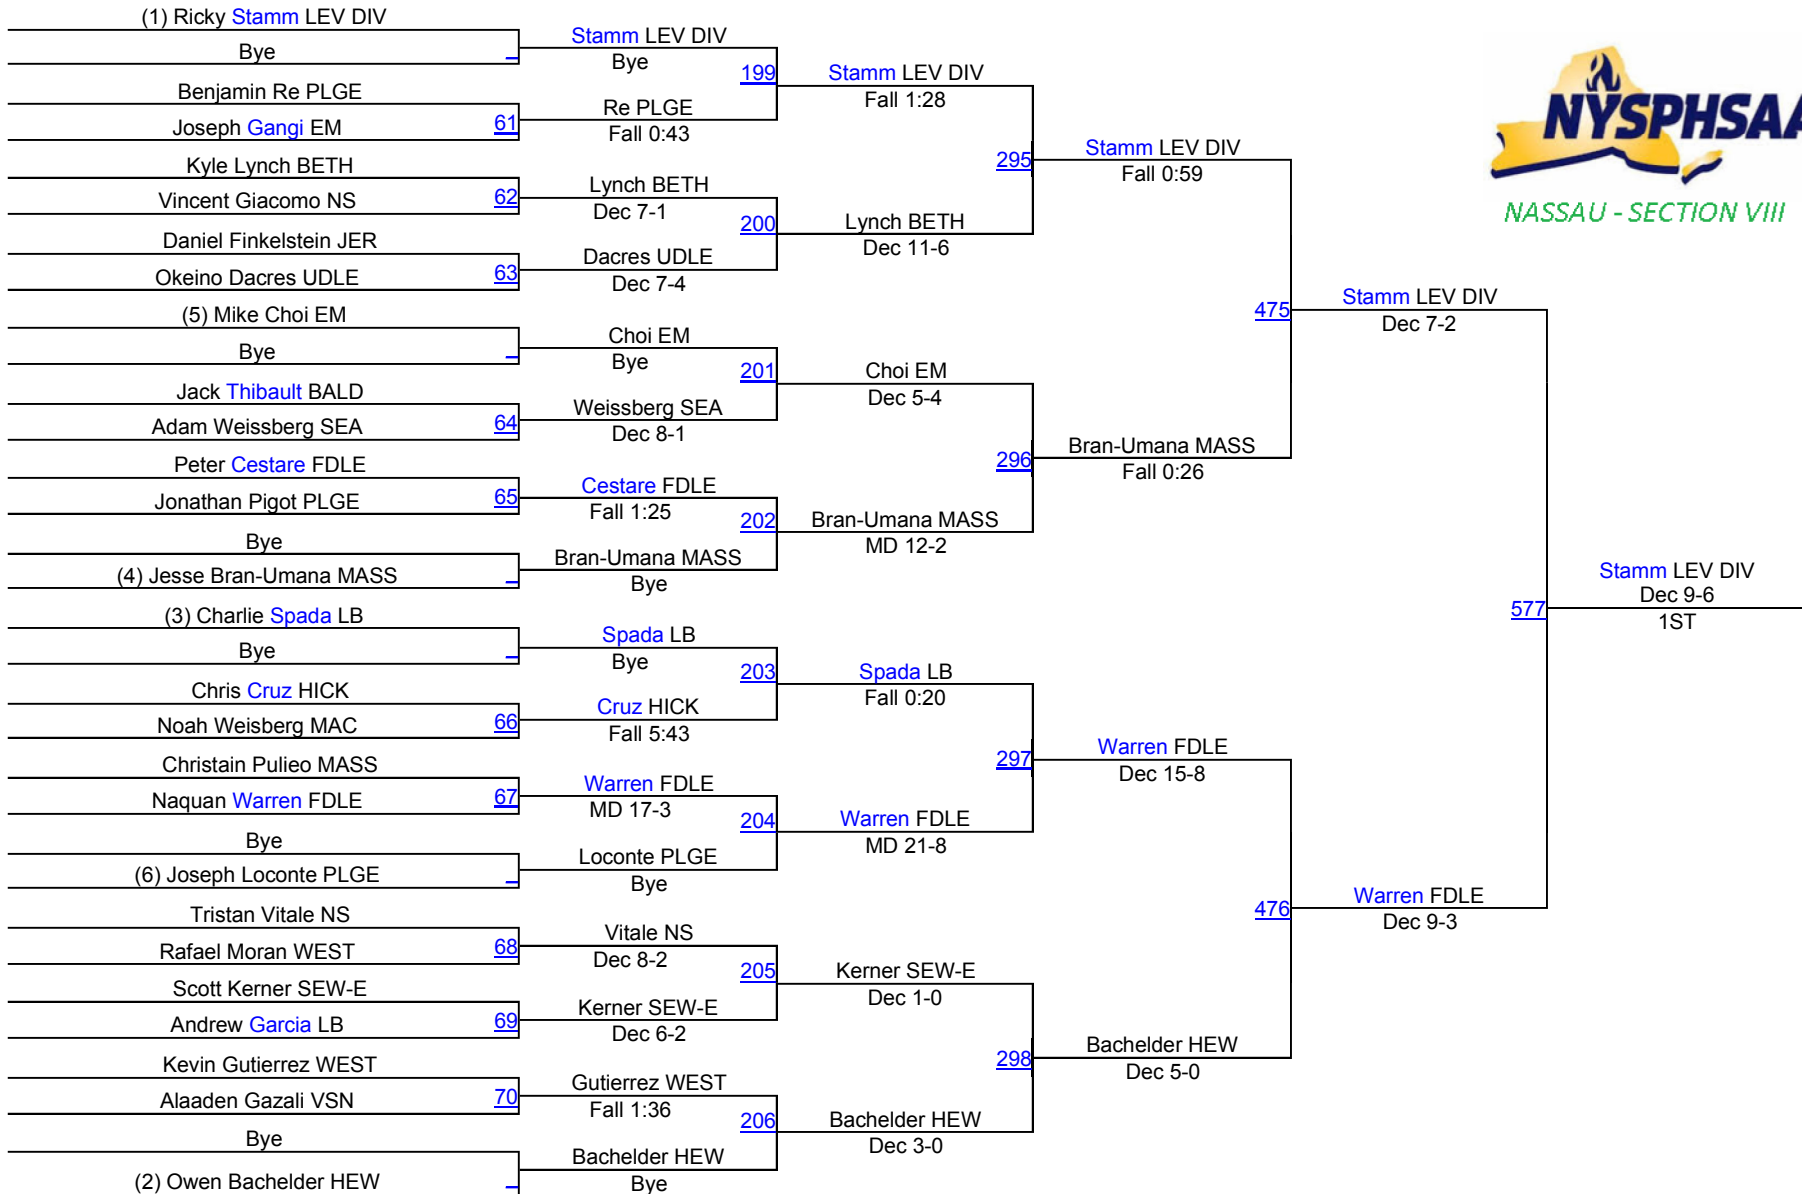 (1) Ricky Stamm LEV DIV
Bye
Benjamin Re PLGE
Joseph Gangi EM
61
Kyle Lynch BETH
Vincent Giacomo NS
62
Daniel Finkelstein JER
Okeino Dacres UDLE
63
(5) Mike Choi EM
Bye
Jack Thibault BALD
Adam Weissberg SEA
64
Peter Cestare FDLE
Jonathan Pigot PLGE
65
Bye
(4) Jesse Bran-Umana MASS
(3) Charlie Spada LB
Bye
Chris Cruz HICK
Noah Weisberg MAC
66
Christain Pulieo MASS
Naquan Warren FDLE
67
Bye
(6) Joseph Loconte PLGE
Tristan Vitale NS
Rafael Moran WEST
68
Scott Kerner SEW-E
Andrew Garcia LB
69
Kevin Gutierrez WEST
Alaaden Gazali VSN
70
Bye
(2) Owen Bachelder HEW
Stamm LEV DIV
Bye
199
Re PLGE
Fall 0:43
Lynch BETH
Dec 7-1
200
Dacres UDLE
Dec 7-4
Choi EM
Bye
201
Weissberg SEA
Dec 8-1
Cestare FDLE
Fall 1:25
202
Bran-Umana MASS
Bye
Spada LB
Bye
203
Cruz HICK
Fall 5:43
Warren FDLE
MD 17-3
204
Loconte PLGE
Bye
Vitale NS
Dec 8-2
205
Kerner SEW-E
Dec 6-2
Gutierrez WEST
Fall 1:36
206
Bachelder HEW
Bye
Stamm LEV DIV
Fall 1:28
295
Lynch BETH
Dec 11-6
Choi EM
Dec 5-4
296
Bran-Umana MASS
MD 12-2
Spada LB
Fall 0:20
297
Warren FDLE
MD 21-8
Kerner SEW-E
Dec 1-0
298
Bachelder HEW
Dec 3-0
Stamm LEV DIV
Fall 0:59
475
Bran-Umana MASS
Fall 0:26
Warren FDLE
Dec 15-8
476
Bachelder HEW
Dec 5-0
Stamm LEV DIV
Dec 7-2
577
Warren FDLE
Dec 9-3
Stamm LEV DIV
Dec 9-6
1ST
NYSPHSAA
NASSAU - SECTION VIII